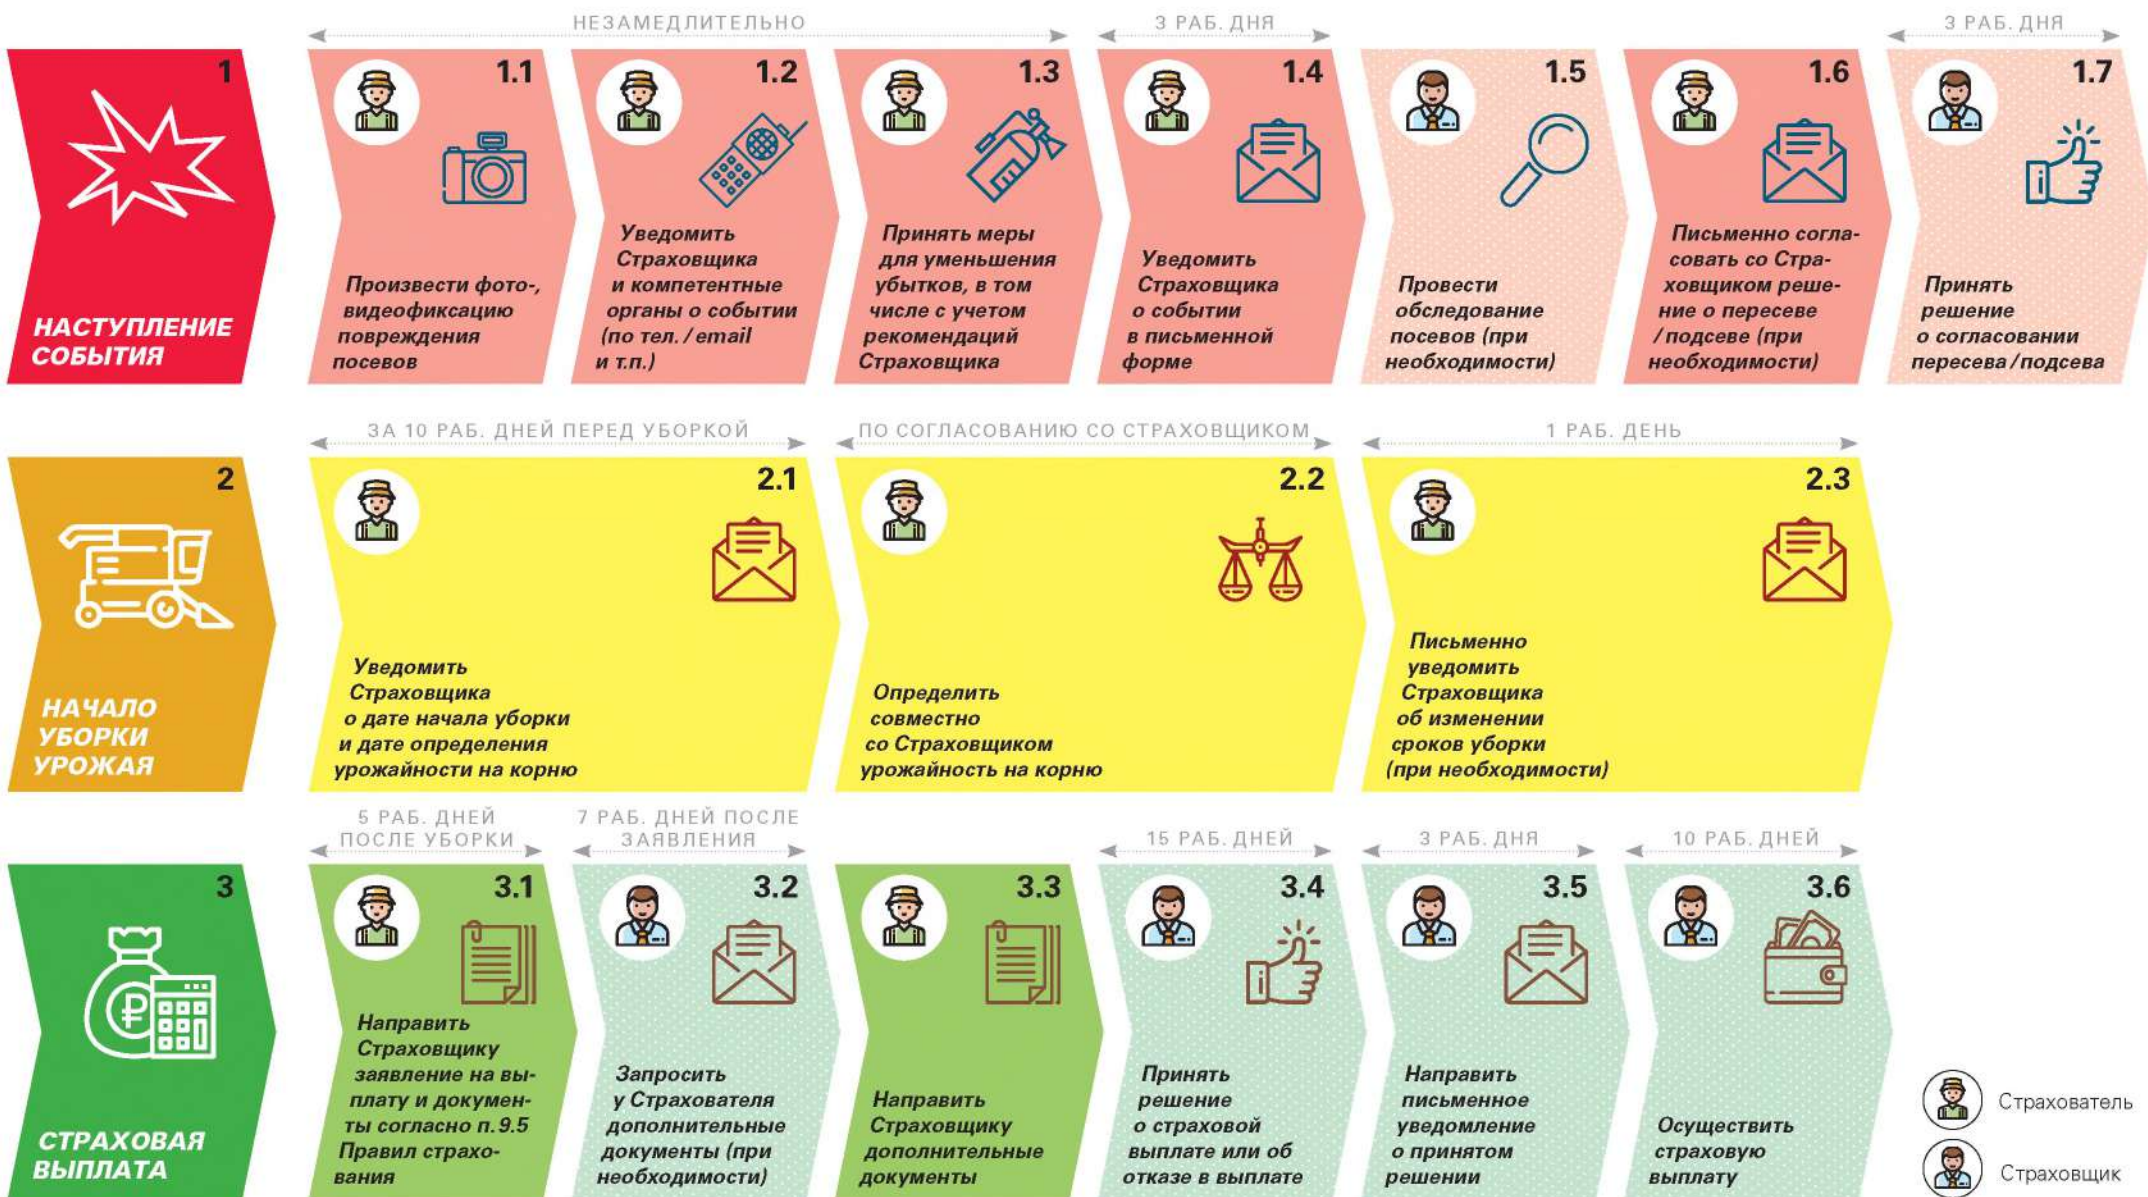 НЕЗАМЕДЛИТЕЛЬНО
3 РАБ. ДНЯ
3 РАБ. ДНЯ
1
НАСТУПЛЕНИЕ
СОБЫТИЯ
1.1
Произвести фото-,
видеофиксацию
повреждения
посевов
1.2
Уведомить
Страховщика
и компетентные
органы о событии
(по тел. / email
и т.п.)
1.3
Принять меры
для уменьшения
убытков, в том
числе с учетом
рекомендаций
Страховщика
1.4
Уведомить
Страховщика
о событии
в письменной
форме
1.5
Провести
обследование
посевов (при
необходимости)
1.6
Письменно согла-
совать со Стра-
ховщиком реше-
ние о пересеве
/ подсеве (при
необходимости)
1.7
Принять
решение
о согласовании
пересева / подсева
ЗА 10 РАБ. ДНЕЙ ПЕРЕД УБОРКОЙ
ПО СОГЛАСОВАНИЮ СО СТРАХОВЩИКОМ
1 РАБ. ДЕНЬ
2
НАЧАЛО
УБОРКИ
УРОЖАЯ
2.1
Уведомить
Страховщика
о дате начала уборки
и дате определения
урожайности на корню
2.2
Определить
совместно
со Страховщиком
урожайность на корню
2.3
Письменно
уведомить
Страховщика
об изменении
сроков уборки
(при необходимости)
5 РАБ. ДНЕЙ
ПОСЛЕ УБОРКИ
7 РАБ. ДНЕЙ ПОСЛЕ
ЗАЯВЛЕНИЯ
15 РАБ. ДНЕЙ
3 РАБ. ДНЯ
10 РАБ. ДНЕЙ
3
₽
СТРАХОВАЯ
ВЫПЛАТА
3.1
Направить
Страховщику
заявление на вы-
плату и докумен-
ты согласно п. 9.5
Правил страхо-
вания
3.2
Запросить
у Страхователя
дополнительные
документы (при
необходимости)
3.3
Направить
Страховщику
дополнительные
документы
3.4
Принять
решение
о страховой
выплате или об
отказе в выплате
3.5
Направить
письменное
уведомление
о принятом
решении
3.6
Осуществить
страховую
выплату
Страхователь
Страховщик